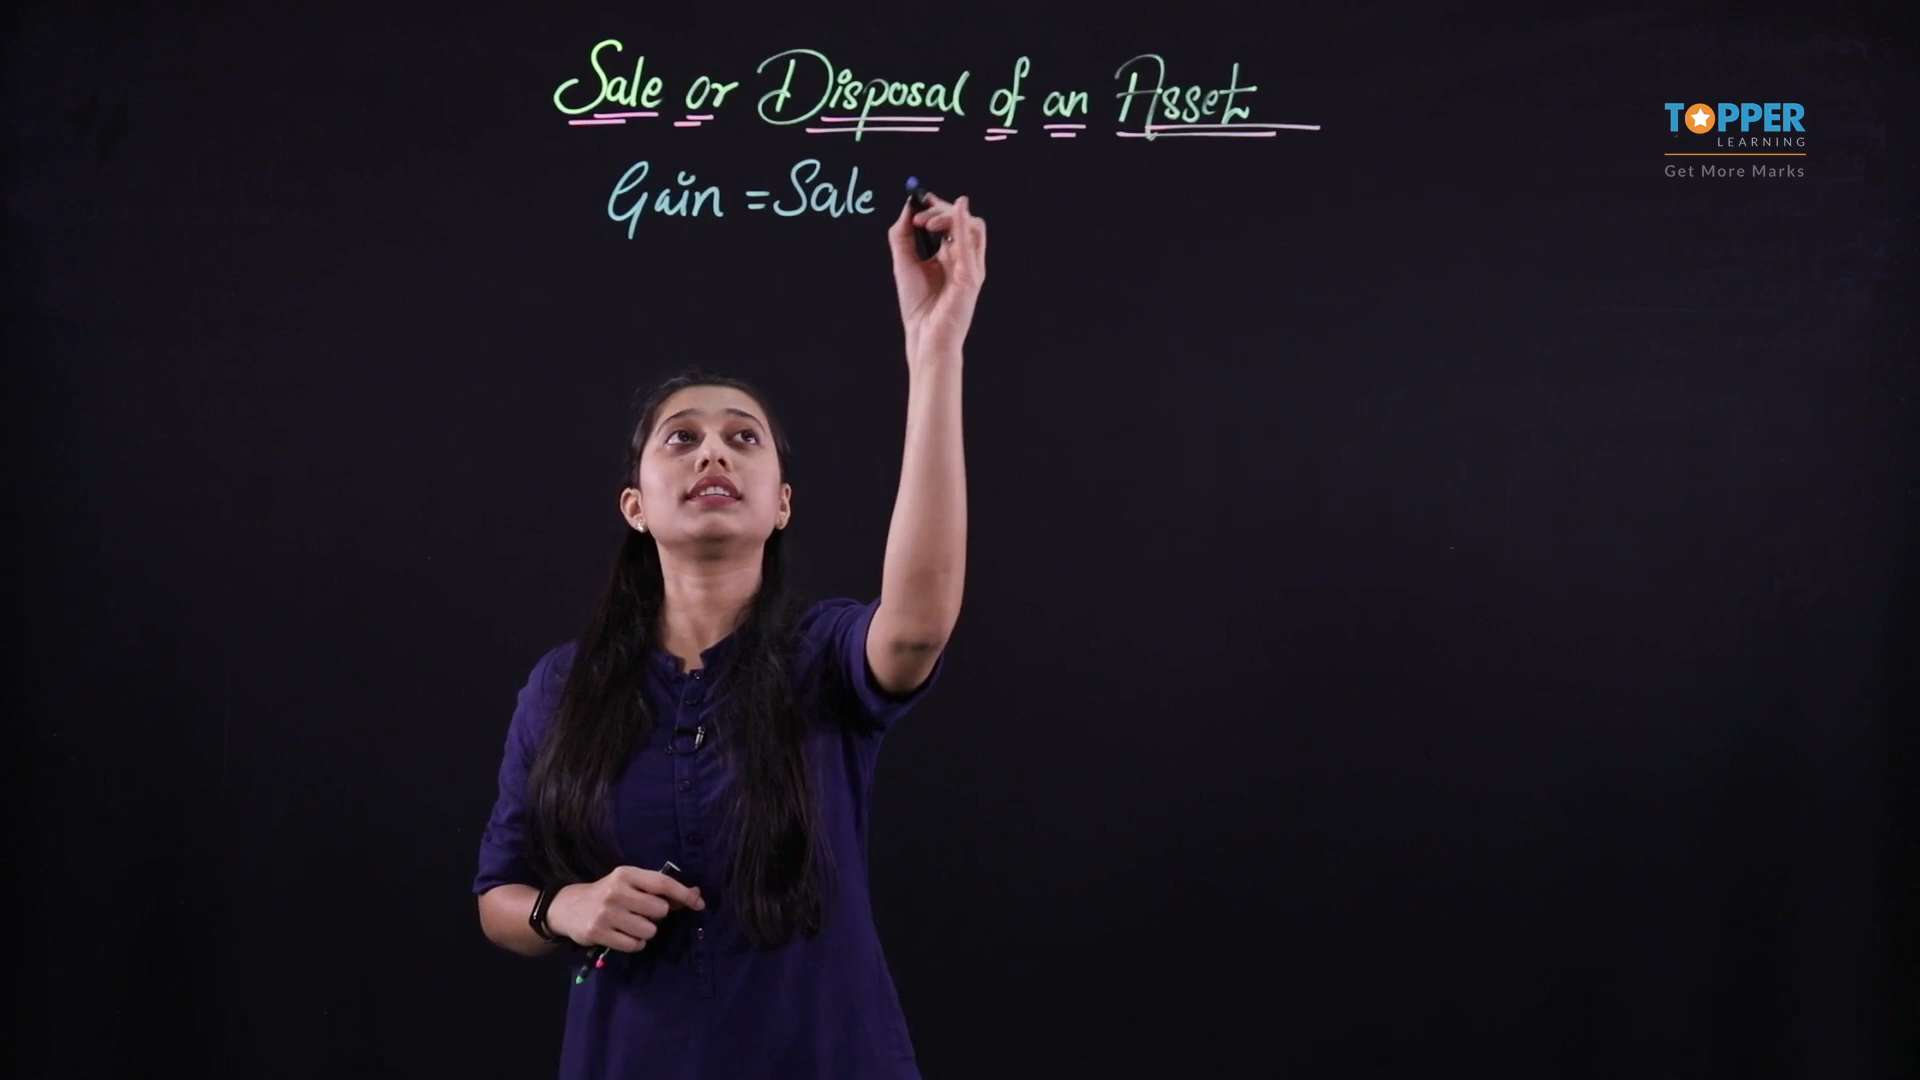 Sale or Disposal of an Asset
Gain = Sale
TOPPER
LEARNING
Get More Marks